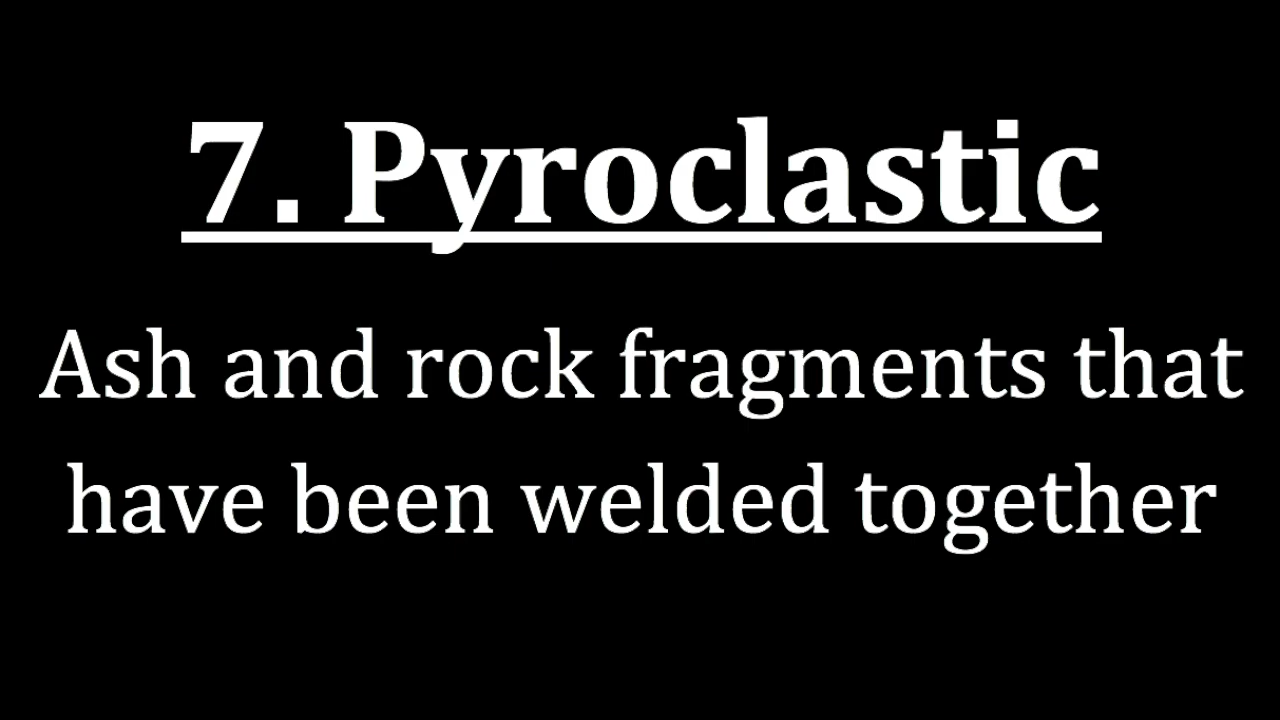 7. Pyroclastic
Ash and rock fragments that
have been welded together